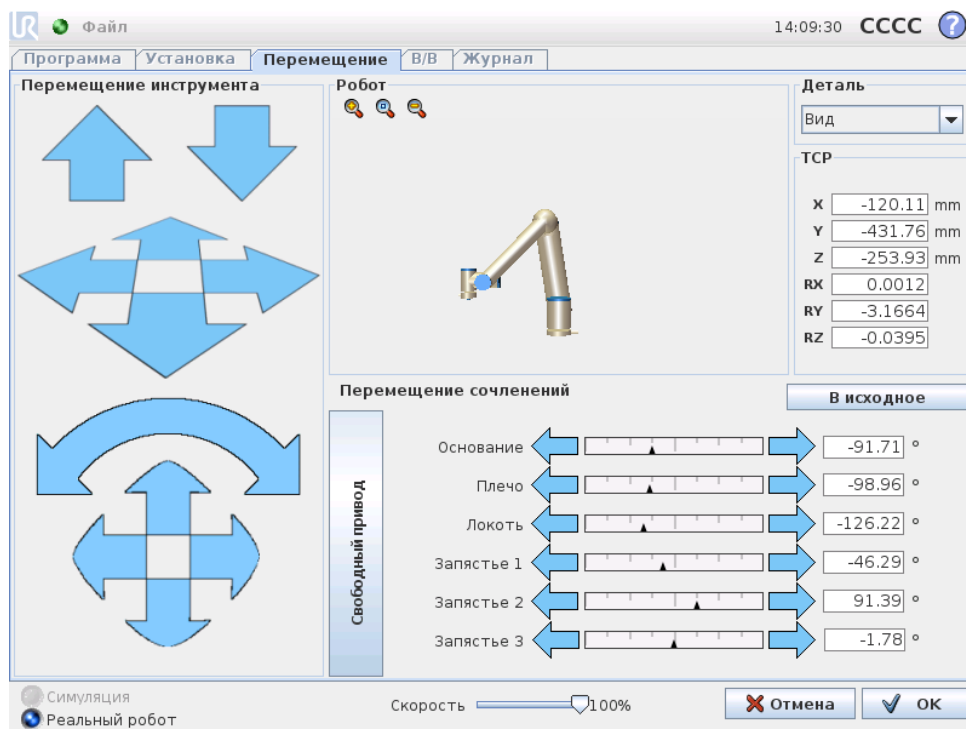 UR Файл 14:09:30 CCCC ?
Программа Установка Перемещение В/В Журнал
Перемещение инструмента
Робот
Деталь
Вид
TCP
X -120.11 mm
Y -431.76 mm
Z -253.93 mm
RX 0.0012
RY -3.1664
RZ -0.0395
Перемещение сочленений
В исходное
Свободный привод
Основание -91.71 °
Плечо -98.96 °
Локоть -126.22 °
Запястье 1 -46.29 °
Запястье 2 91.39 °
Запястье 3 -1.78 °
Симуляция
Реальный робот
Скорость 100%
Отмена
OK